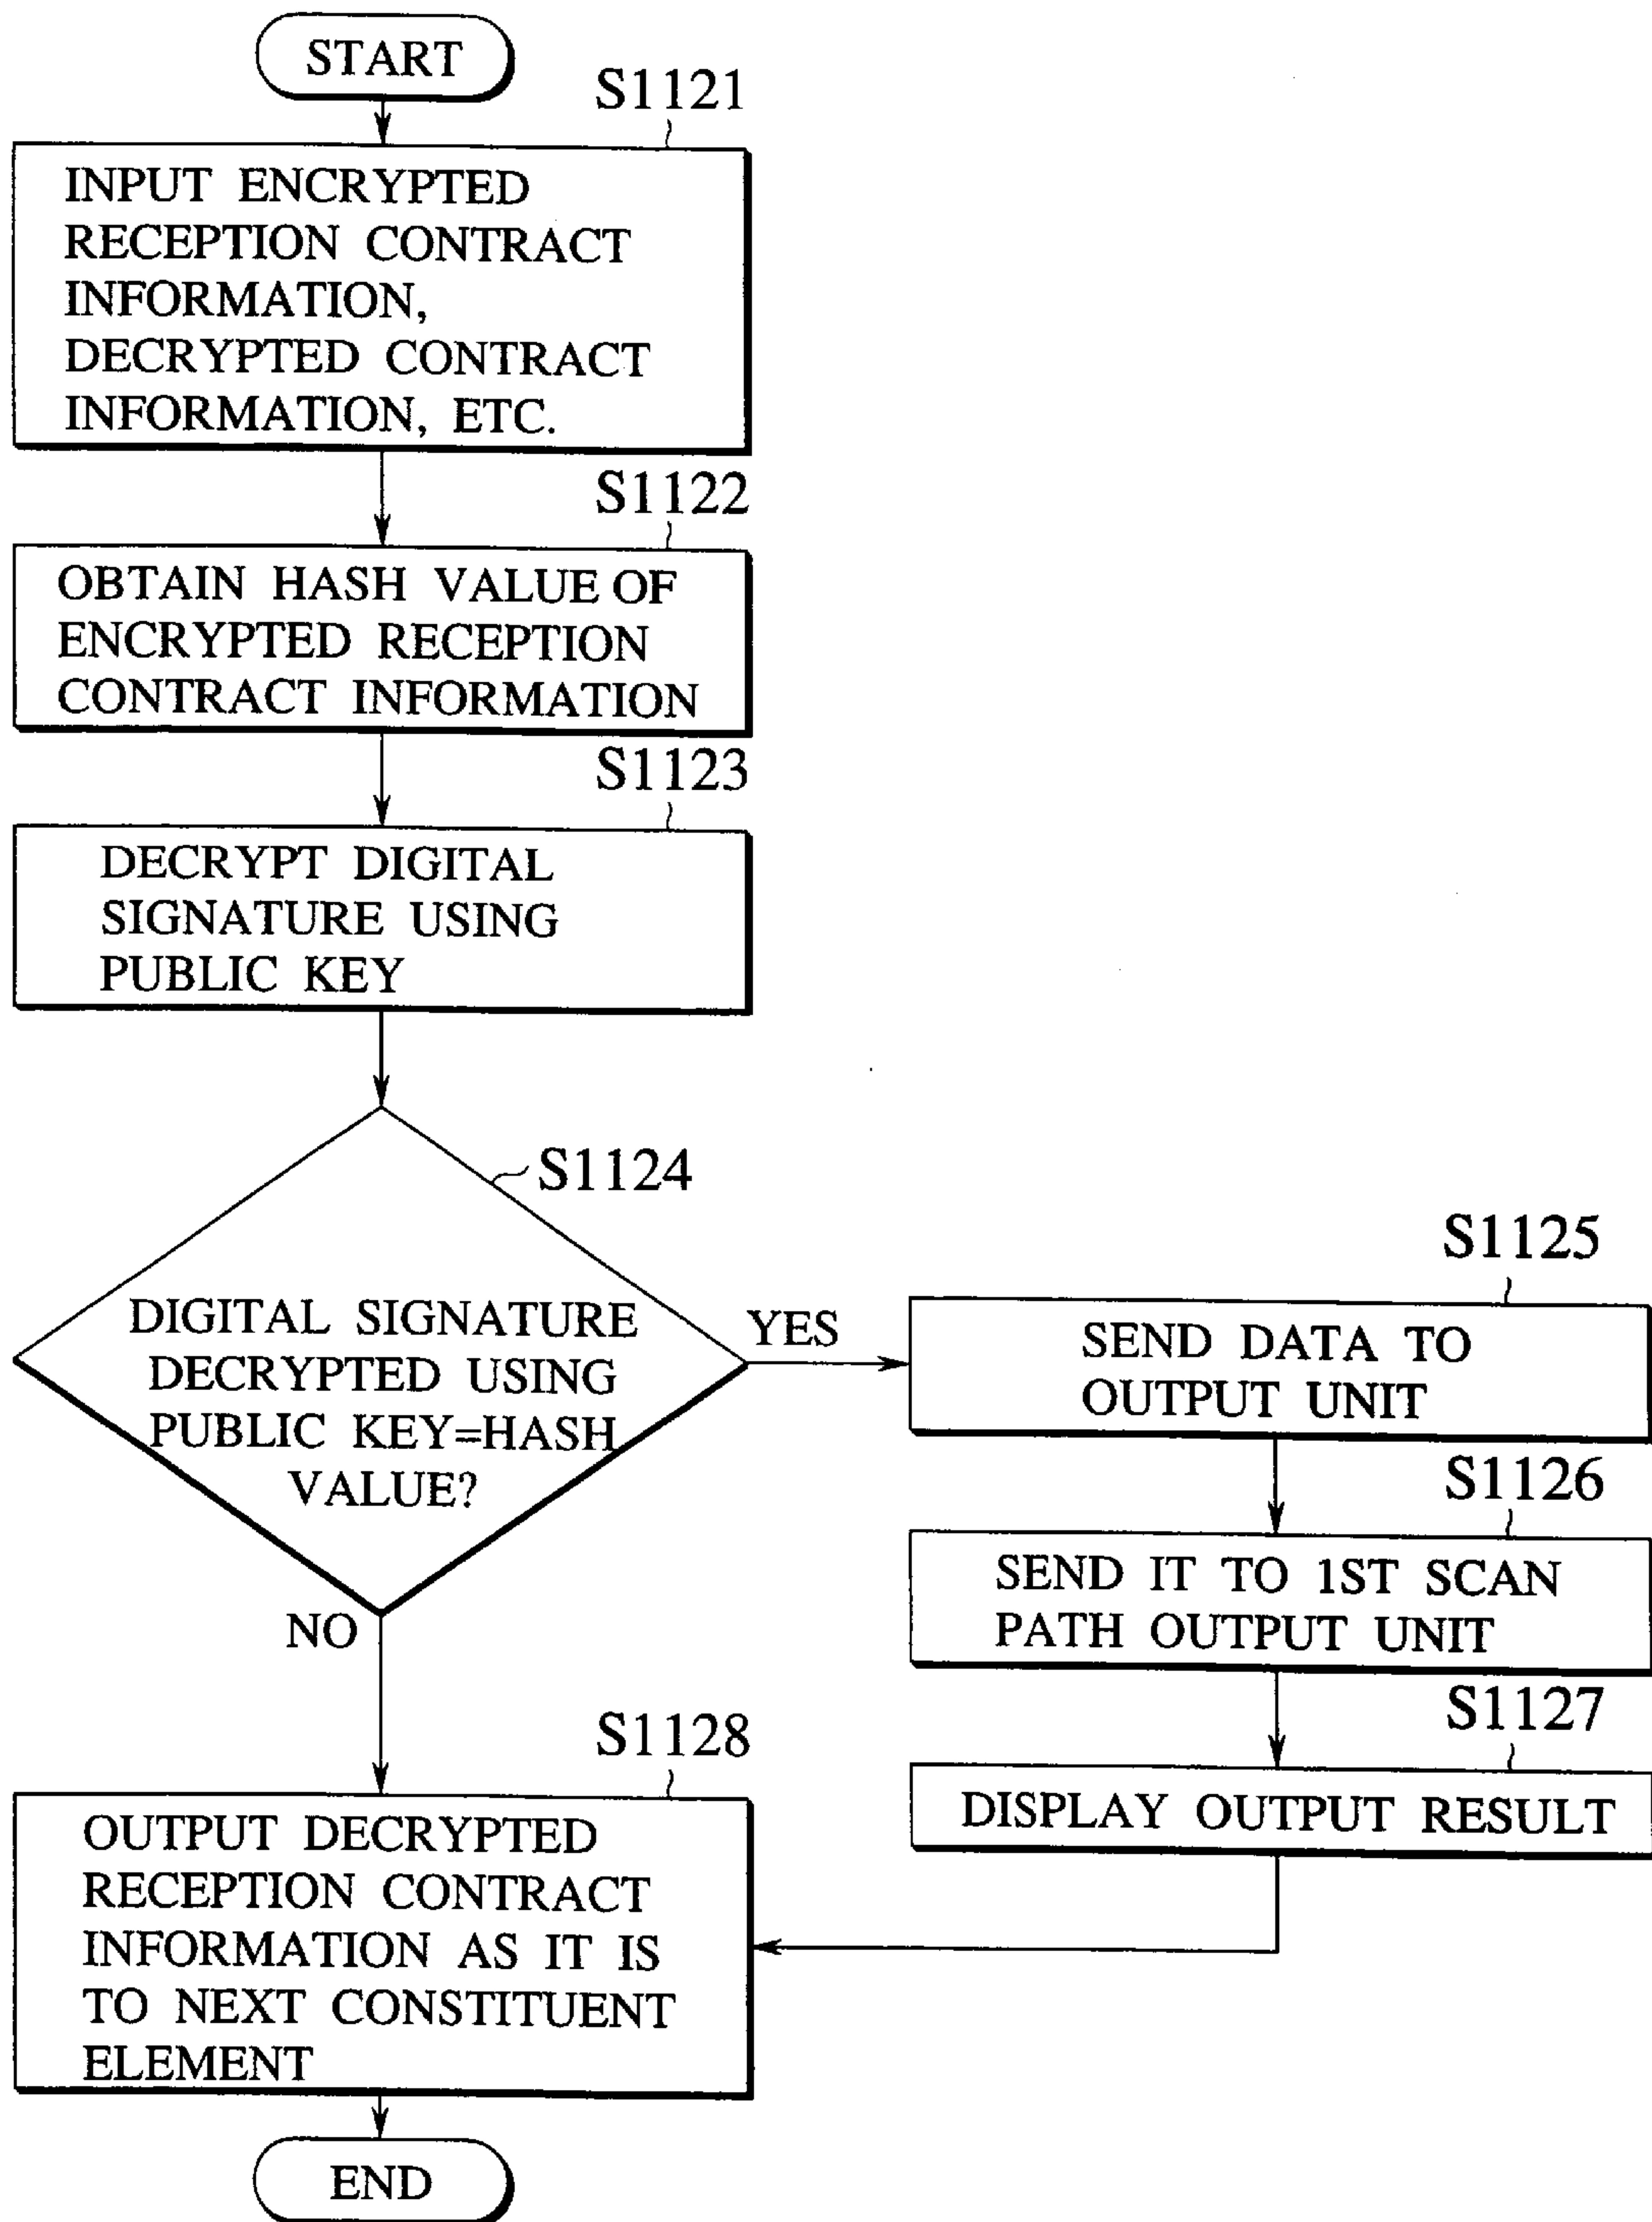 START
S1121
INPUT ENCRYPTED
RECEPTION CONTRACT
INFORMATION,
DECRYPTED CONTRACT
INFORMATION, ETC.
S1122
OBTAIN HASH VALUE OF
ENCRYPTED RECEPTION
CONTRACT INFORMATION
S1123
DECRYPT DIGITAL
SIGNATURE USING
PUBLIC KEY
S1124
DIGITAL SIGNATURE
DECRYPTED USING
PUBLIC KEY=HASH
VALUE?
YES
S1125
SEND DATA TO
OUTPUT UNIT
S1126
SEND IT TO 1ST SCAN
PATH OUTPUT UNIT
S1127
DISPLAY OUTPUT RESULT
NO
S1128
OUTPUT DECRYPTED
RECEPTION CONTRACT
INFORMATION AS IT IS
TO NEXT CONSTITUENT
ELEMENT
END